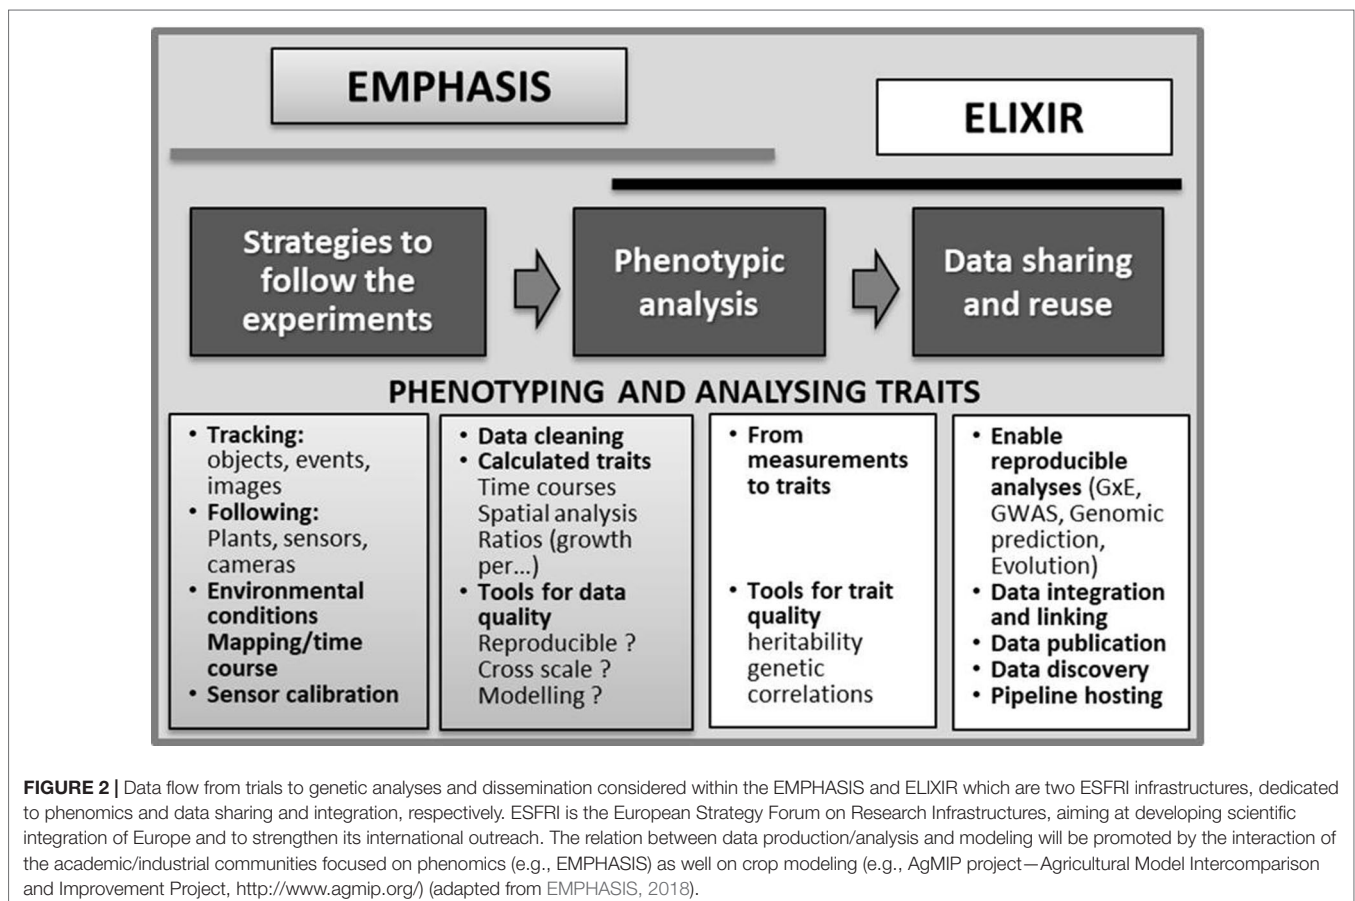 EMPHASIS
ELIXIR
Strategies to
follow the
experiments
Phenotypic
analysis
Data sharing
and reuse
PHENOTYPING AND ANALYSING TRAITS
• Tracking:
objects, events,
images
• Following:
Plants, sensors,
cameras
• Environmental
conditions
Mapping/time
course
• Sensor calibration
• Data cleaning
• Calculated traits
Time courses
Spatial analysis
Ratios (growth
per...)
• Tools for data
quality
Reproducible ?
Cross scale ?
Modelling ?
• From
measurements
to traits
• Tools for trait
quality
heritability
genetic
correlations
• Enable
reproducible
analyses (GxE,
GWAS, Genomic
prediction,
Evolution)
• Data integration
and linking
• Data publication
• Data discovery
• Pipeline hosting
FIGURE 2 | Data flow from trials to genetic analyses and dissemination considered within the EMPHASIS and ELIXIR which are two ESFRI infrastructures, dedicated
to phenomics and data sharing and integration, respectively. ESFRI is the European Strategy Forum on Research Infrastructures, aiming at developing scientific
integration of Europe and to strengthen its international outreach. The relation between data production/analysis and modeling will be promoted by the interaction of
the academic/industrial communities focused on phenomics (e.g., EMPHASIS) as well on crop modeling (e.g., AgMIP project—Agricultural Model Intercomparison
and Improvement Project, http://www.agmip.org/) (adapted from EMPHASIS, 2018).